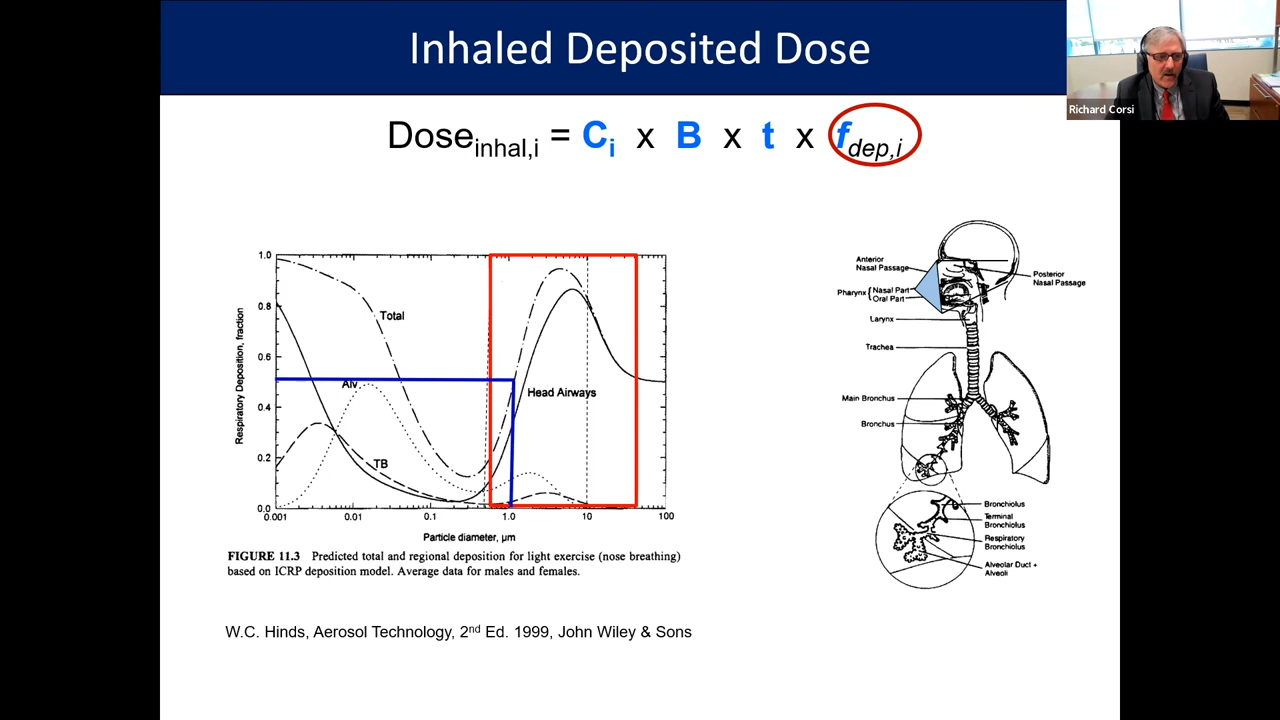 Inhaled Deposited Dose
Richard Corsi
Dose inhal,i = Ci x B x t x f dep,i
Respiratory Deposition, fraction
1.0
0.8
0.6
0.4
0.2
0.0
Total
Alv.
TB
Head Airways
0.001 0.01 0.1 1.0 10 100
Particle diameter, µm
FIGURE 11.3 Predicted total and regional deposition for light exercise (nose breathing)
based on ICRP deposition model. Average data for males and females.
W.C. Hinds, Aerosol Technology, 2nd Ed. 1999, John Wiley & Sons
Anterior
Nasal Passage
Posterior
Nasal Passage
Pharynx
Nasal Part
Oral Part
Larynx
Trachea
Main Bronchus
Bronchus
Bronchiolus
Terminal
Bronchiolus
Respiratory
Bronchiolus
Alveolar Duct +
Alveoli